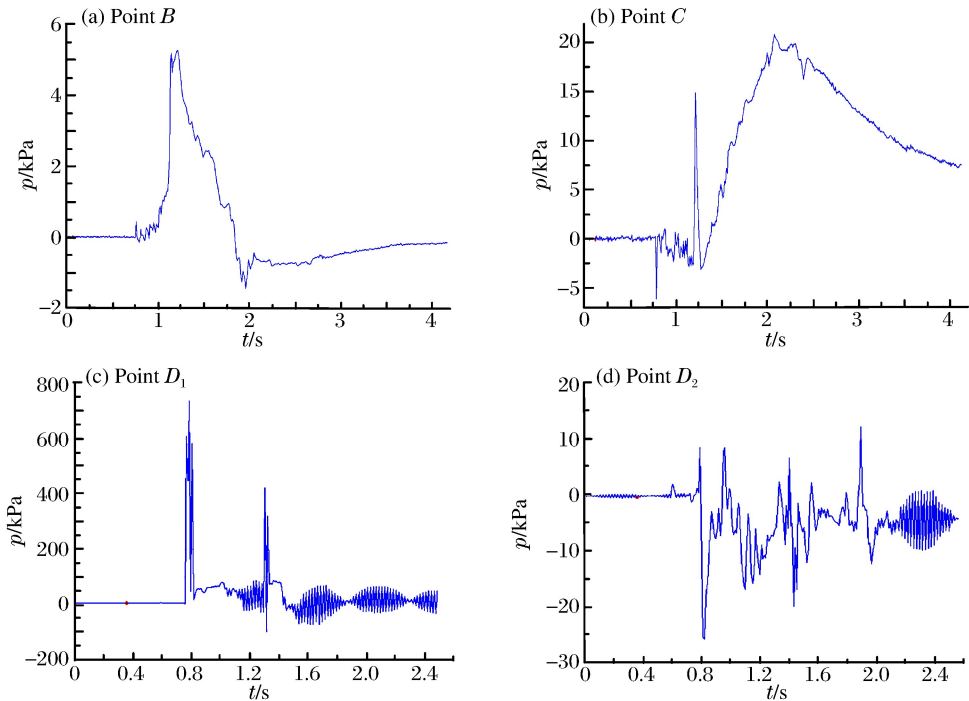 (a) Point B
p/kPa
6
4
2
0
−2
0 1 2 3 4
t/s
(b) Point C
p/kPa
20
15
10
5
0
−5
0 1 2 3 4
t/s
(c) Point D₁
p/kPa
800
600
400
200
0
−200
0 0.4 0.8 1.2 1.6 2.0 2.4
t/s
(d) Point D₂
p/kPa
20
10
0
−10
−20
−30
0 0.4 0.8 1.2 1.6 2.0 2.4
t/s